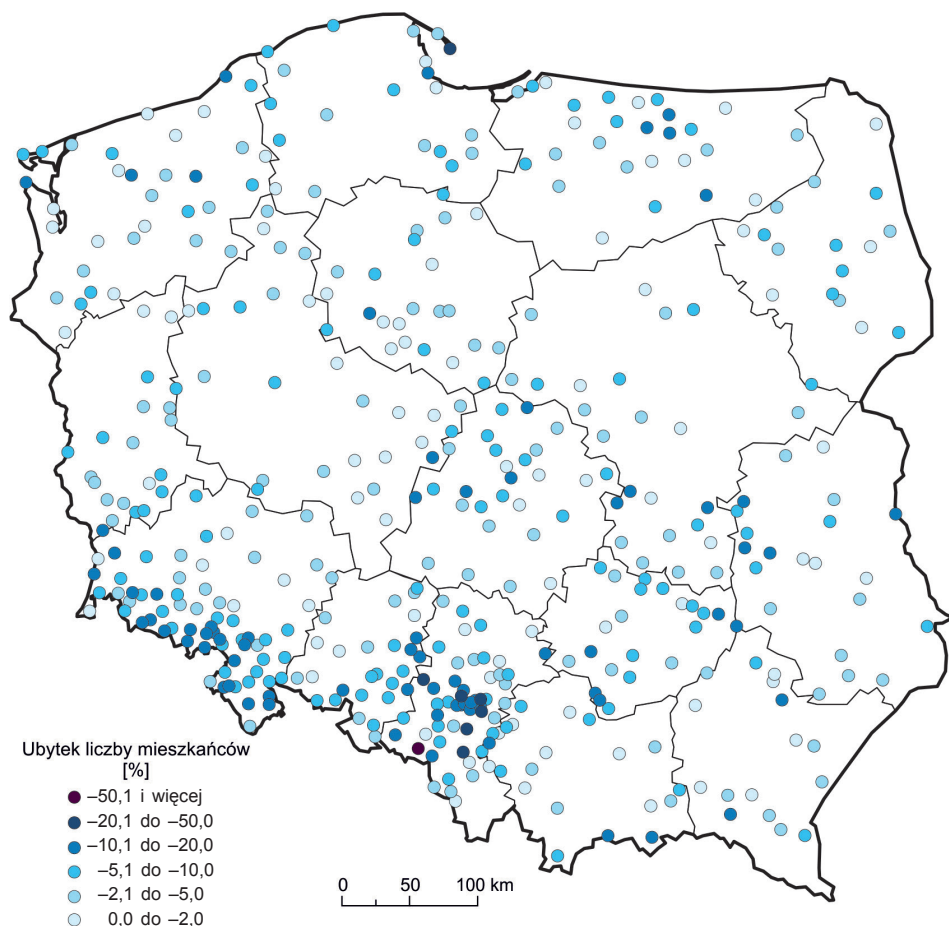 Ubytek liczby mieszkańców
[%]
–50,1 i więcej
–20,1 do –50,0
–10,1 do –20,0
–5,1 do –10,0
–2,1 do –5,0
0,0 do –2,0
0 50 100 km